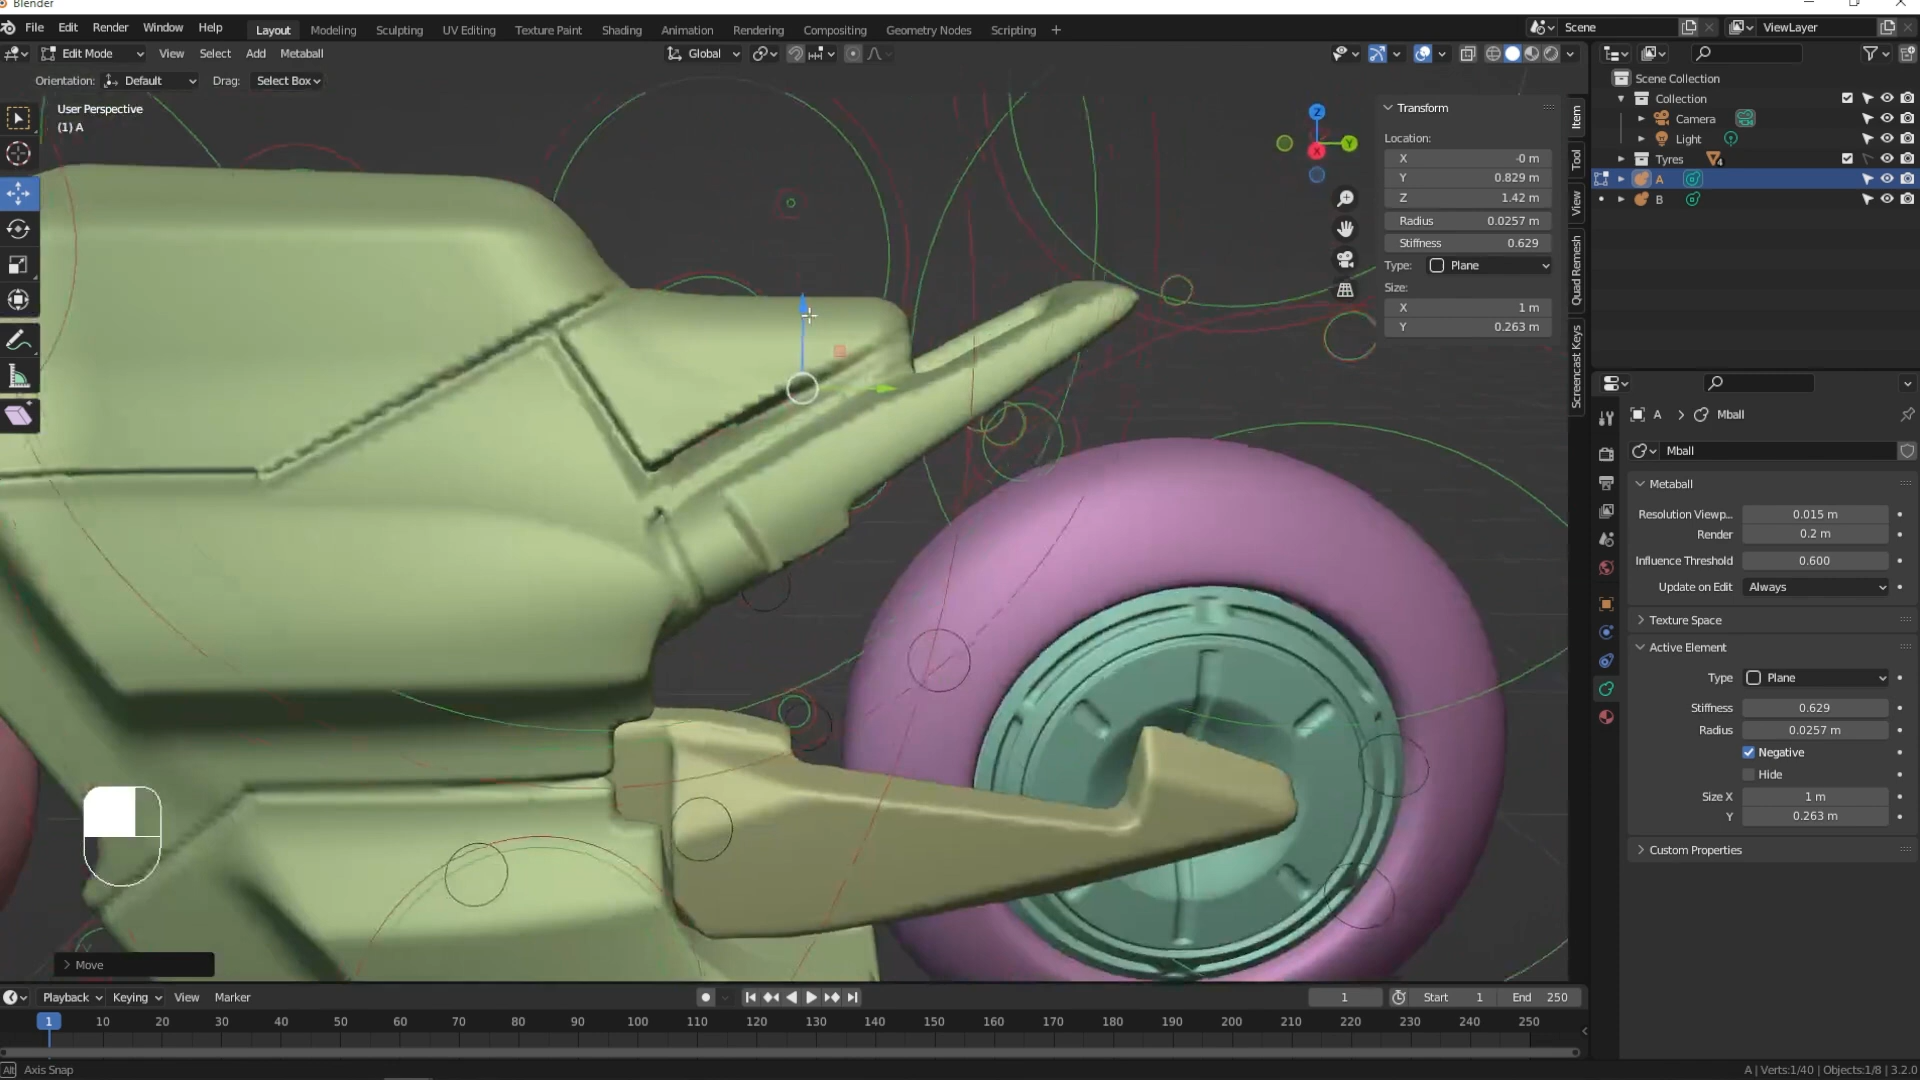 Blender
File Edit Render Window Help Layout Modeling Sculpting UV Editing Texture Paint Shading Animation Rendering Compositing Geometry Nodes Scripting + Scene ViewLayer
Edit Mode View Select Add Metaball Global
Orientation: Default Drag: Select Box
User Perspective
(1) A
Transform
Location:
X -0 m
Y 0.829 m
Z 1.42 m
Radius 0.0257 m
Stiffness 0.629
Type: Plane
Size:
X 1 m
Y 0.263 m
Item
Tool
View
Quad Remesh
Screencast Keys
Z
Y
X
Scene Collection
Collection
Camera
Light
Tyres 4
A
B
A > Mball
Mball
Metaball
Resolution Viewp... 0.015 m
Render 0.2 m
Influence Threshold 0.600
Update on Edit Always
Texture Space
Active Element
Type Plane
Stiffness 0.629
Radius 0.0257 m
Negative
Hide
Size X 1 m
Y 0.263 m
Custom Properties
Move
Playback Keying View Marker 1 Start 1 End 250
1 10 20 30 40 50 60 70 80 90 100 110 120 130 140 150 160 170 180 190 200 210 220 230 240 250
Alt Axis Snap
A | Verts:1/40 | Objects:1/8 | 3.2.0